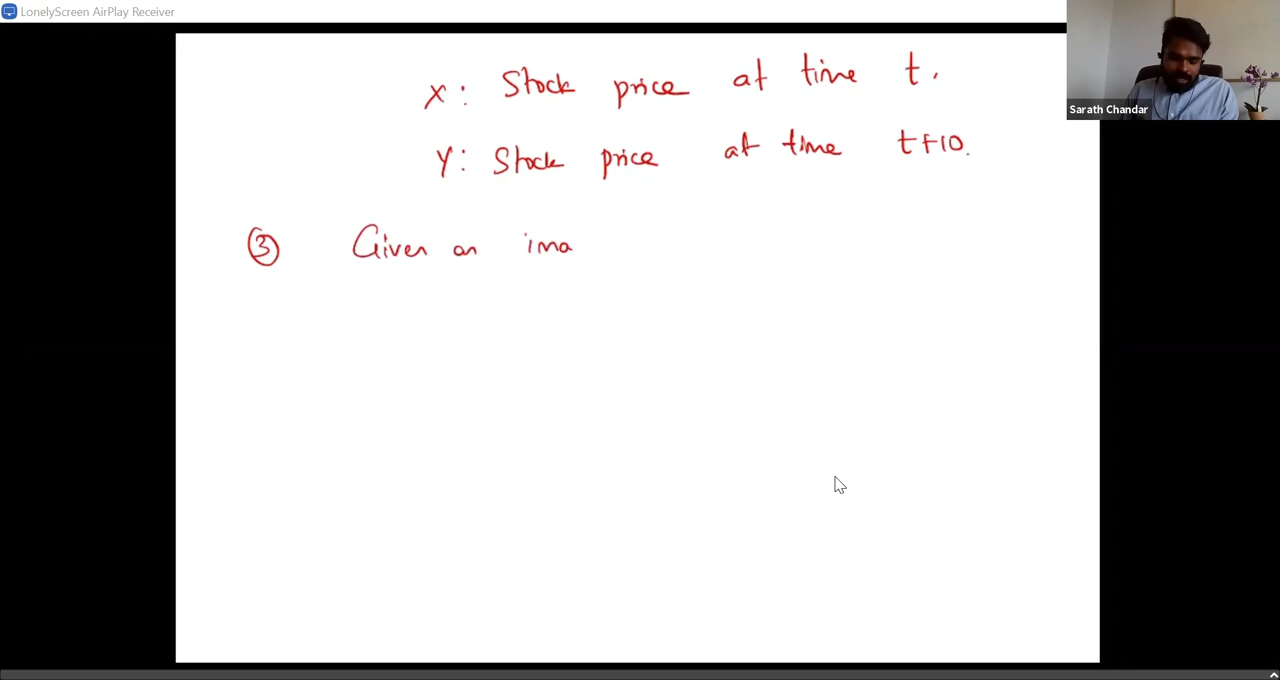 LonelyScreen AirPlay Receiver
X: Stock price at time t.
Sarath Chandar
Y: Stock price at time t+10.
③ Given an ima